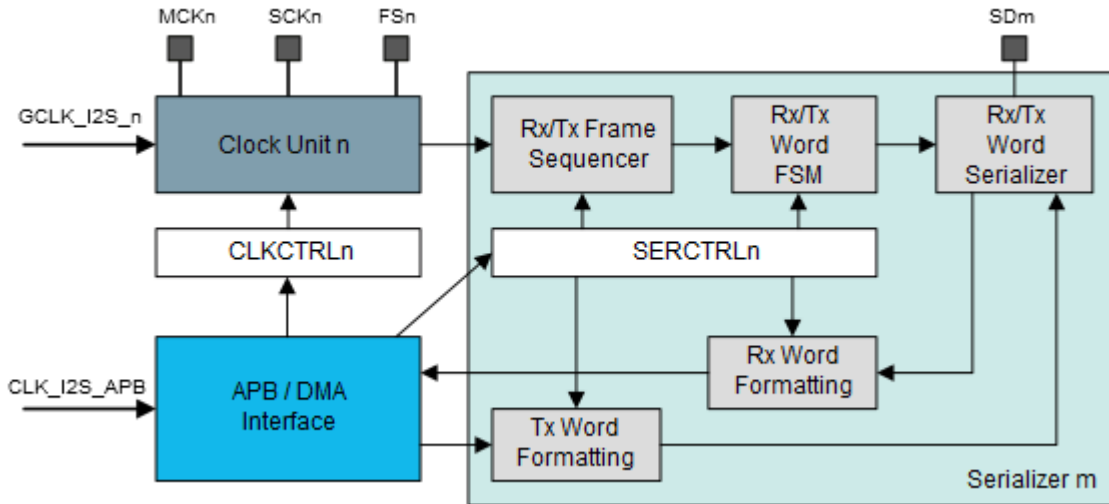 MCKn
SCKn
FSn
SDm
GCLK_I2S_n
Clock Unit n
Rx/Tx Frame
Sequencer
Rx/Tx
Word
FSM
Rx/Tx
Word
Serializer
CLKCTRLn
SERCTRLn
CLK_I2S_APB
APB / DMA
Interface
Rx Word
Formatting
Tx Word
Formatting
Serializer m